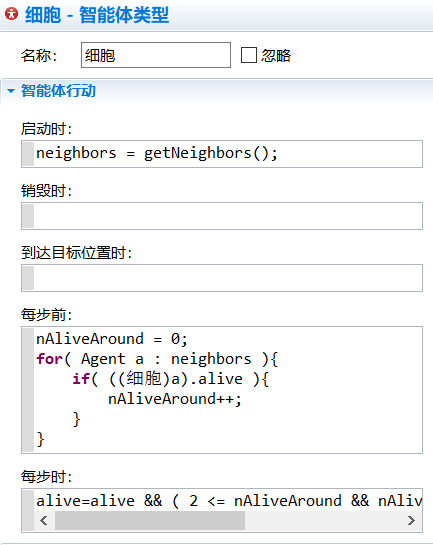 细胞 - 智能体类型
名称： 细胞 忽略
智能体行动
启动时：
neighbors = getNeighbors();
销毁时：
到达目标位置时：
每步前：
nAliveAround = 0;
for( Agent a : neighbors ){
if( ((细胞)a).alive ){
nAliveAround++;
}
}
每步时：
alive=alive && ( 2 <= nAliveAround && nAliv